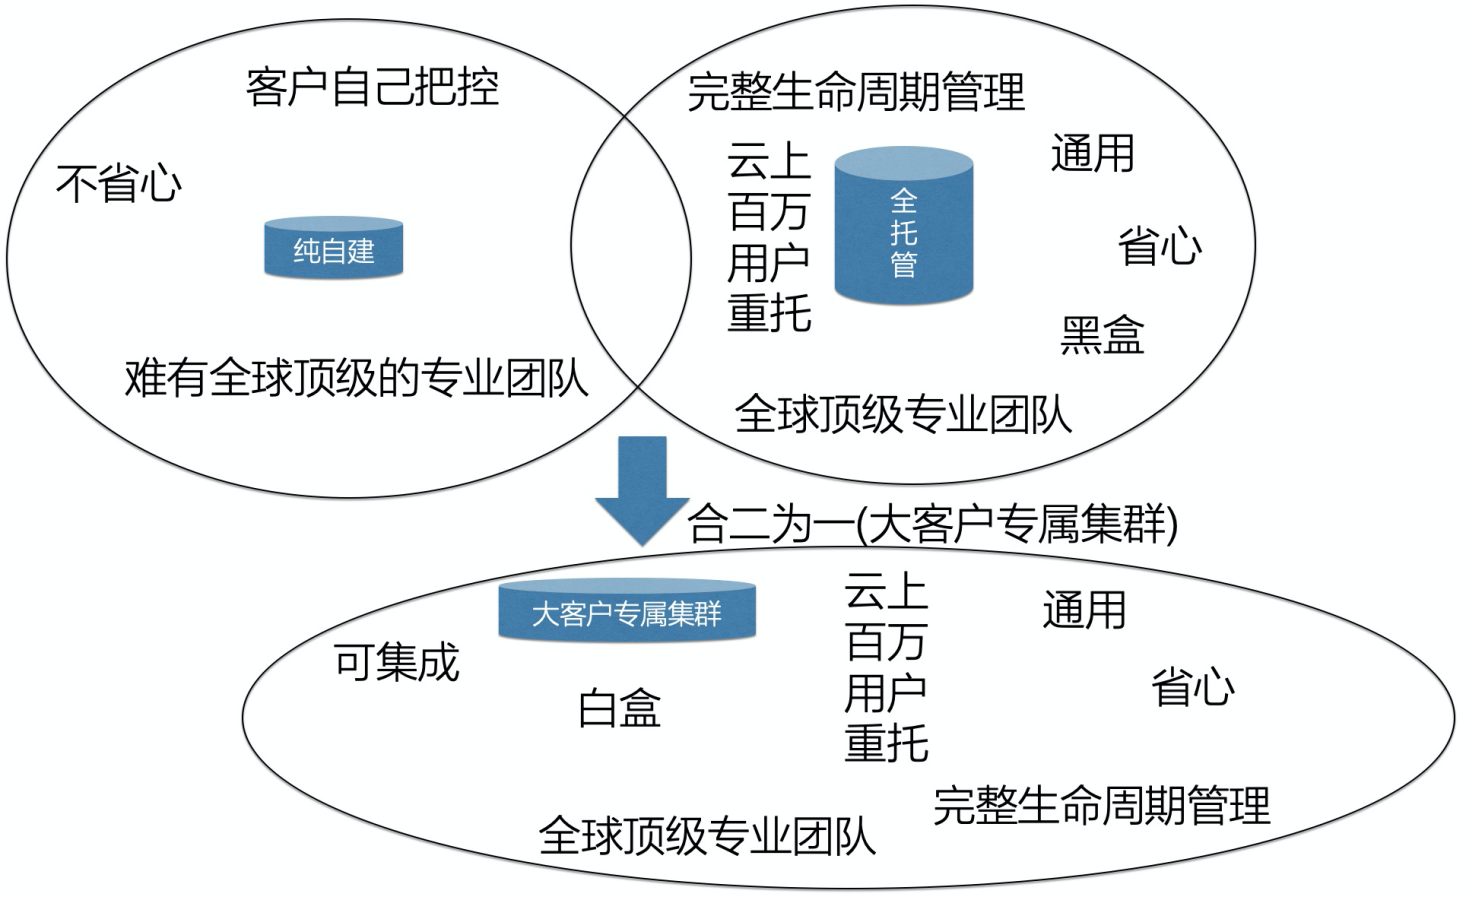 客户自己把控
不省心
纯自建
难有全球顶级的专业团队
完整生命周期管理
云上
百万
用户
重托
全
托
管
通用
省心
黑盒
全球顶级专业团队
合二为一(大客户专属集群)
大客户专属集群
可集成
白盒
云上
百万
用户
重托
通用
省心
完整生命周期管理
全球顶级专业团队